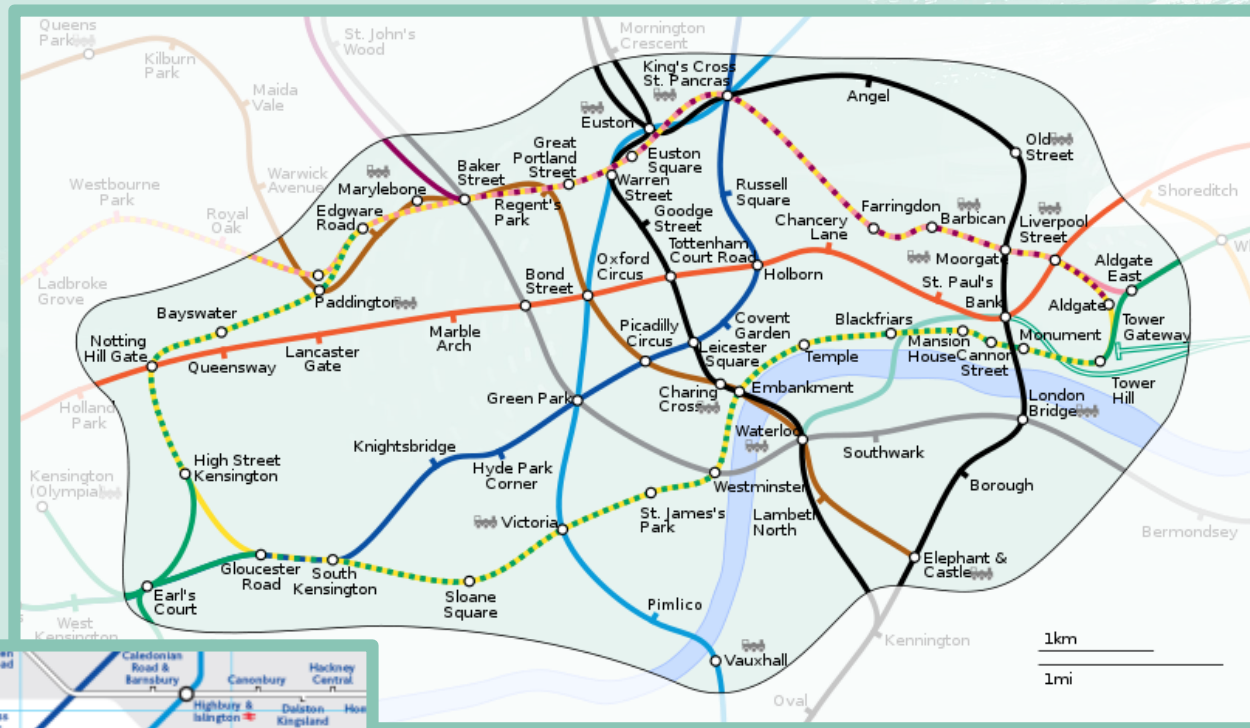 Queens
Park
Kilburn
Park
Maida
Vale
Warwick
Avenue
Westbourne
Park
Royal
Oak
Ladbroke
Grove
St. John's
Wood
Mornington
Crescent
King's Cross
St. Pancras
Euston
Angel
Old
Street
Great
Portland
Street
Euston
Square
Baker
Street
Marylebone
Regent's
Park
Warren
Street
Edgware
Road
Goodge
Street
Russell
Square
Farringdon
Barbican
Liverpool
Street
Shoreditch
Chancery
Lane
Tottenham
Court Road
Moorgate
Aldgate
East
Oxford
Circus
Holborn
Bond
Street
St. Paul's
Bank
Aldgate
Paddington
Bayswater
Notting
Hill Gate
Queensway
Lancaster
Gate
Marble
Arch
Picadilly
Circus
Covent
Garden
Leicester
Square
Blackfriars
Temple
Mansion
House
Cannon
Street
Monument
Tower
Gateway
Tower
Hill
Holland
Park
Green Park
Charing
Cross
Embankment
London
Bridge
Waterloo
Southwark
Knightsbridge
Hyde Park
Corner
High Street
Kensington
Kensington
(Olympia)
Westminster
Borough
Bermondsey
Victoria
St. James's
Park
Lambeth
North
Elephant &
Castle
Gloucester
Road
South
Kensington
Earl's
Court
Sloane
Square
West
Kensington
Pimlico
Vauxhall
Kennington
Oval
1km
1mi
Caledonian
Road &
Barnsbury
Canonbury
Hackney
Central
Highbury &
Islington
Dalston
Kingsland